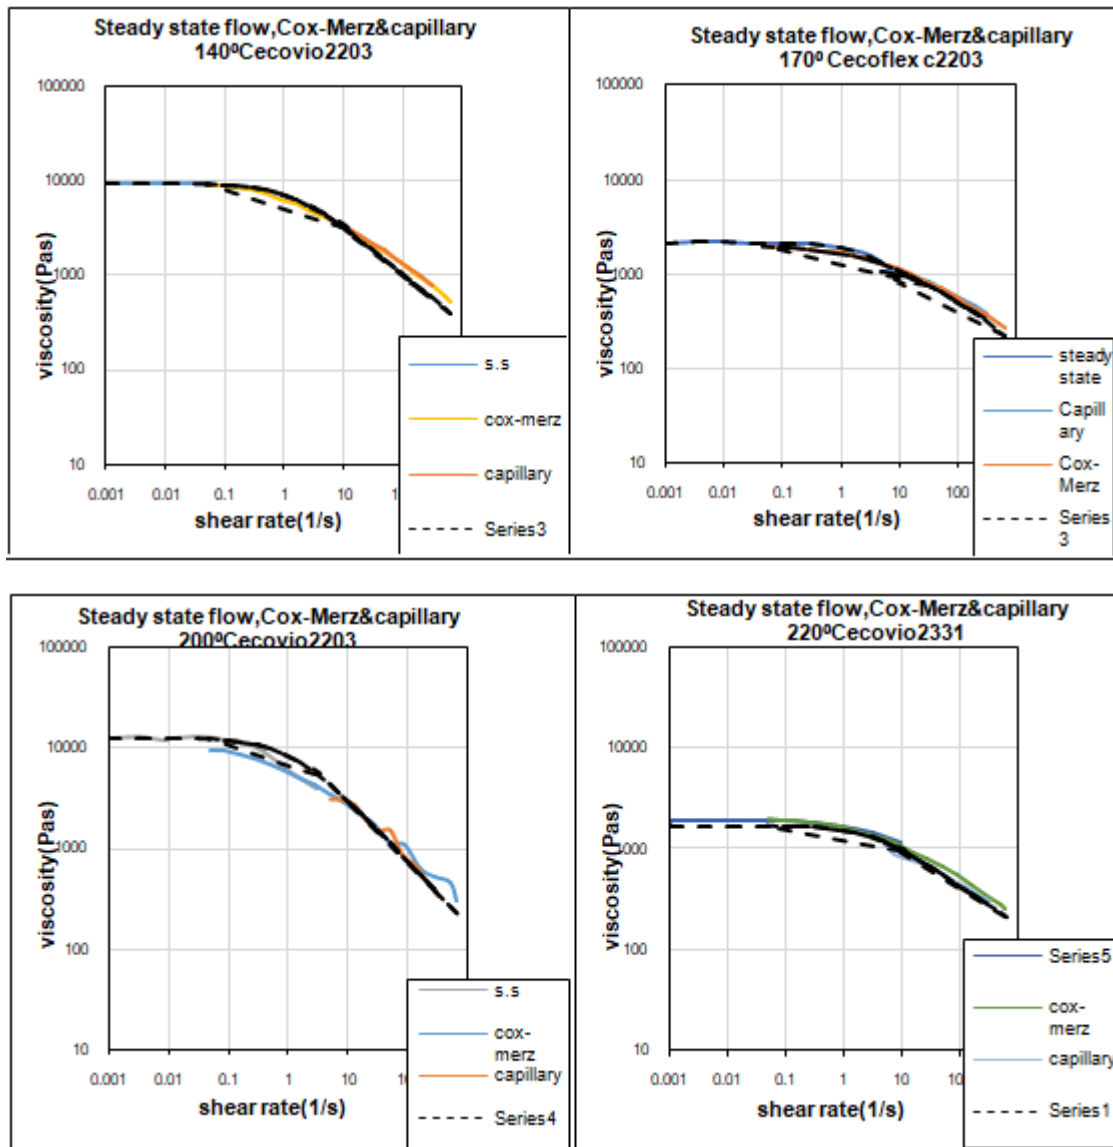 Steady state flow,Cox-Merz&capillary
140ºCecovio2203
100000
10000
1000
100
10
viscosity(Pas)
0.001 0.01 0.1 1 10
shear rate(1/s)
s.s
cox-merz
capillary
Series3
Steady state flow,Cox-Merz&capillary
170º Cecoflex c2203
100000
10000
1000
100
10
viscosity(Pas)
0.001 0.01 0.1 1 10 100
shear rate(1/s)
steady
state
Capill
ary
Cox-
Merz
Series
3
Steady state flow,Cox-Merz&capillary
200ºCecovio2203
100000
10000
1000
100
10
viscosity(Pas)
0.001 0.01 0.1 1 10
shear rate(1/s)
s.s
cox-
merz
capillary
Series4
Steady state flow,Cox-Merz&capillary
220ºCecovio2331
100000
10000
1000
100
10
viscosity(Pas)
0.001 0.01 0.1 1 10
shear rate(1/s)
Series5
cox-
merz
capillary
Series1